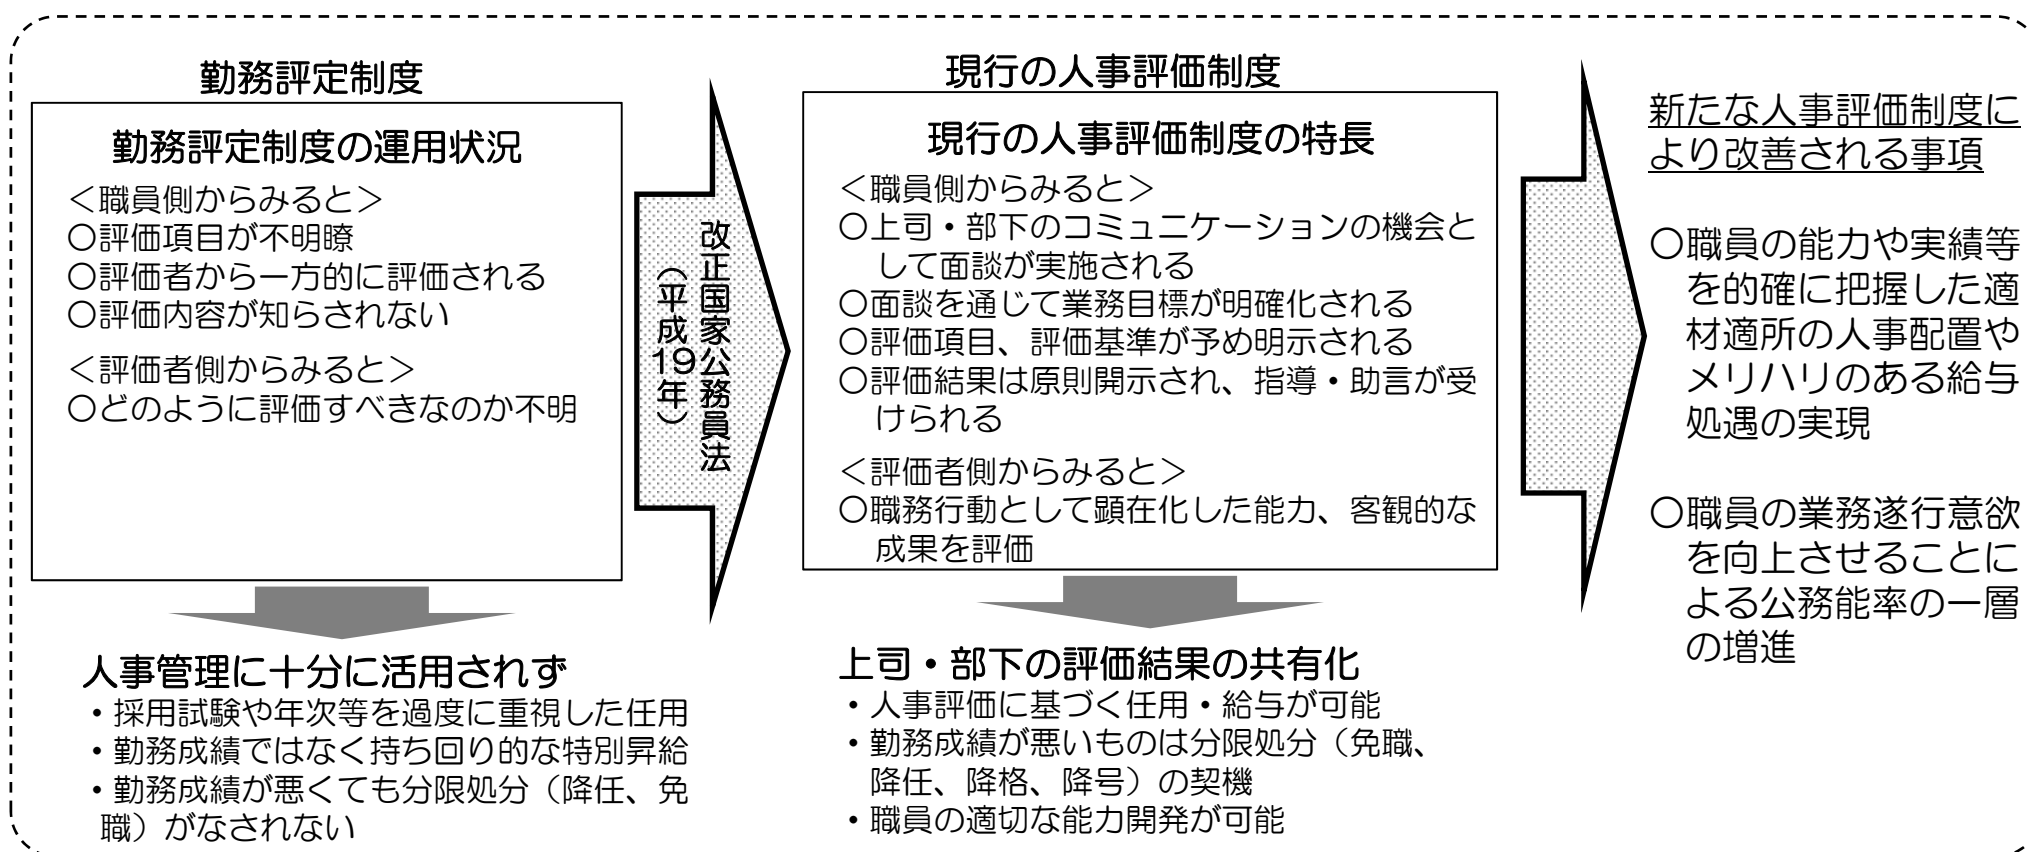 勤務評定制度
勤務評定制度の運用状況
＜職員側からみると＞
○評価項目が不明瞭
○評価者から一方的に評価される
○評価内容が知らされない
＜評価者側からみると＞
○どのように評価すべきなのか不明
人事管理に十分に活用されず
・採用試験や年次等を過度に重視した任用
・勤務成績ではなく持ち回り的な特別昇給
・勤務成績が悪くても分限処分（降任、免
職）がなされない
改正国家公務員法
（平成19年）
現行の人事評価制度
現行の人事評価制度の特長
＜職員側からみると＞
○上司・部下のコミュニケーションの機会と
して面談が実施される
○面談を通じて業務目標が明確化される
○評価項目、評価基準が予め明示される
○評価結果は原則開示され、指導・助言が受
けられる
＜評価者側からみると＞
○職務行動として顕在化した能力、客観的な
成果を評価
上司・部下の評価結果の共有化
・人事評価に基づく任用・給与が可能
・勤務成績が悪いものは分限処分（免職、
降任、降格、降号）の契機
・職員の適切な能力開発が可能
新たな人事評価制度に
より改善される事項
○職員の能力や実績等
を的確に把握した適
材適所の人事配置や
メリハリのある給与
処遇の実現
○職員の業務遂行意欲
を向上させることに
よる公務能率の一層
の増進